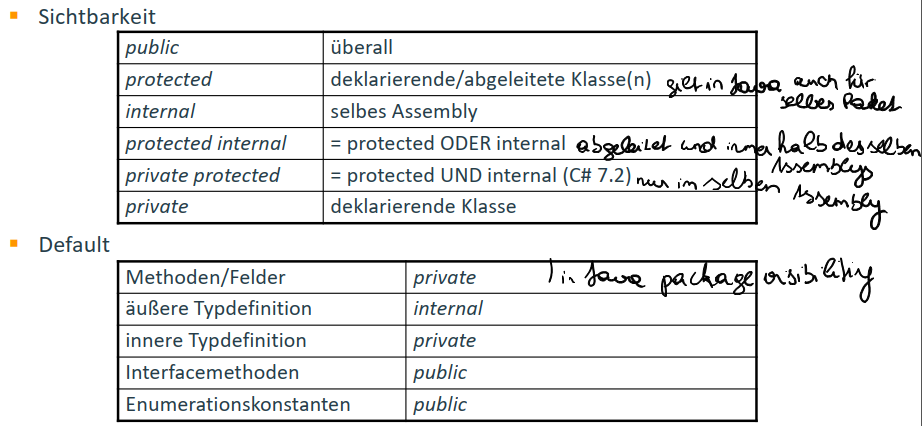 Sichtbarkeit
public überall
protected deklarierende/abgeleitete Klasse(n) gilt in Java auch für
selbes Paket
internal selbes Assembly
protected internal = protected ODER internal abgeleitet und innerhalb desselben
Assemblys
private protected = protected UND internal (C# 7.2) nur in selben
Assembly
private deklarierende Klasse
Default
Methoden/Felder private in Java package visibility
äußere Typdefinition internal
innere Typdefinition private
Interfacemethoden public
Enumerationskonstanten public